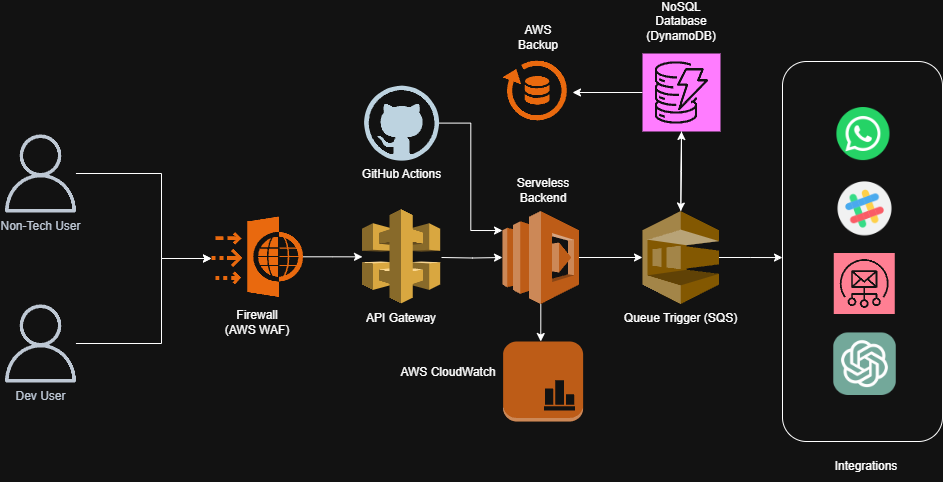 NoSQL
Database
(DynamoDB)
AWS
Backup
GitHub Actions
Serveless
Backend
Non-Tech User
Firewall
(AWS WAF)
API Gateway
Queue Trigger (SQS)
AWS CloudWatch
Dev User
Integrations